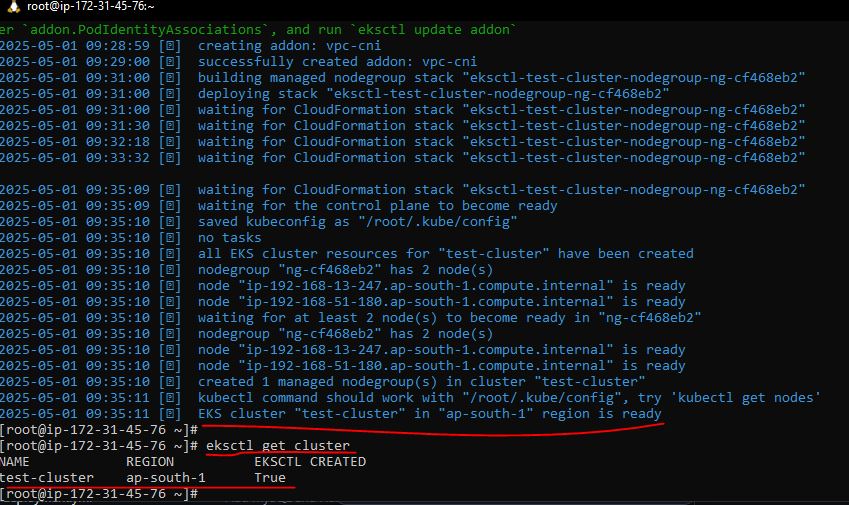 root@ip-172-31-45-76:~
er `addon.PodIdentityAssociations`, and run `eksctl update addon`
2025-05-01 09:28:59 [ℹ]  creating addon: vpc-cni
2025-05-01 09:29:00 [ℹ]  successfully created addon: vpc-cni
2025-05-01 09:31:00 [ℹ]  building managed nodegroup stack "eksctl-test-cluster-nodegroup-ng-cf468eb2"
2025-05-01 09:31:00 [ℹ]  deploying stack "eksctl-test-cluster-nodegroup-ng-cf468eb2"
2025-05-01 09:31:00 [ℹ]  waiting for CloudFormation stack "eksctl-test-cluster-nodegroup-ng-cf468eb2"
2025-05-01 09:31:30 [ℹ]  waiting for CloudFormation stack "eksctl-test-cluster-nodegroup-ng-cf468eb2"
2025-05-01 09:32:18 [ℹ]  waiting for CloudFormation stack "eksctl-test-cluster-nodegroup-ng-cf468eb2"
2025-05-01 09:33:32 [ℹ]  waiting for CloudFormation stack "eksctl-test-cluster-nodegroup-ng-cf468eb2"
2025-05-01 09:35:09 [ℹ]  waiting for CloudFormation stack "eksctl-test-cluster-nodegroup-ng-cf468eb2"
2025-05-01 09:35:09 [ℹ]  waiting for the control plane to become ready
2025-05-01 09:35:10 [ℹ]  saved kubeconfig as "/root/.kube/config"
2025-05-01 09:35:10 [ℹ]  no tasks
2025-05-01 09:35:10 [ℹ]  all EKS cluster resources for "test-cluster" have been created
2025-05-01 09:35:10 [ℹ]  nodegroup "ng-cf468eb2" has 2 node(s)
2025-05-01 09:35:10 [ℹ]  node "ip-192-168-13-247.ap-south-1.compute.internal" is ready
2025-05-01 09:35:10 [ℹ]  node "ip-192-168-51-180.ap-south-1.compute.internal" is ready
2025-05-01 09:35:10 [ℹ]  waiting for at least 2 node(s) to become ready in "ng-cf468eb2"
2025-05-01 09:35:10 [ℹ]  nodegroup "ng-cf468eb2" has 2 node(s)
2025-05-01 09:35:10 [ℹ]  node "ip-192-168-13-247.ap-south-1.compute.internal" is ready
2025-05-01 09:35:10 [ℹ]  node "ip-192-168-51-180.ap-south-1.compute.internal" is ready
2025-05-01 09:35:10 [ℹ]  created 1 managed nodegroup(s) in cluster "test-cluster"
2025-05-01 09:35:11 [ℹ]  kubectl command should work with "/root/.kube/config", try 'kubectl get nodes'
2025-05-01 09:35:11 [ℹ]  EKS cluster "test-cluster" in "ap-south-1" region is ready
[root@ip-172-31-45-76 ~]#
[root@ip-172-31-45-76 ~]# eksctl get cluster
NAME            REGION          EKSCTL CREATED
test-cluster    ap-south-1      True
[root@ip-172-31-45-76 ~]#